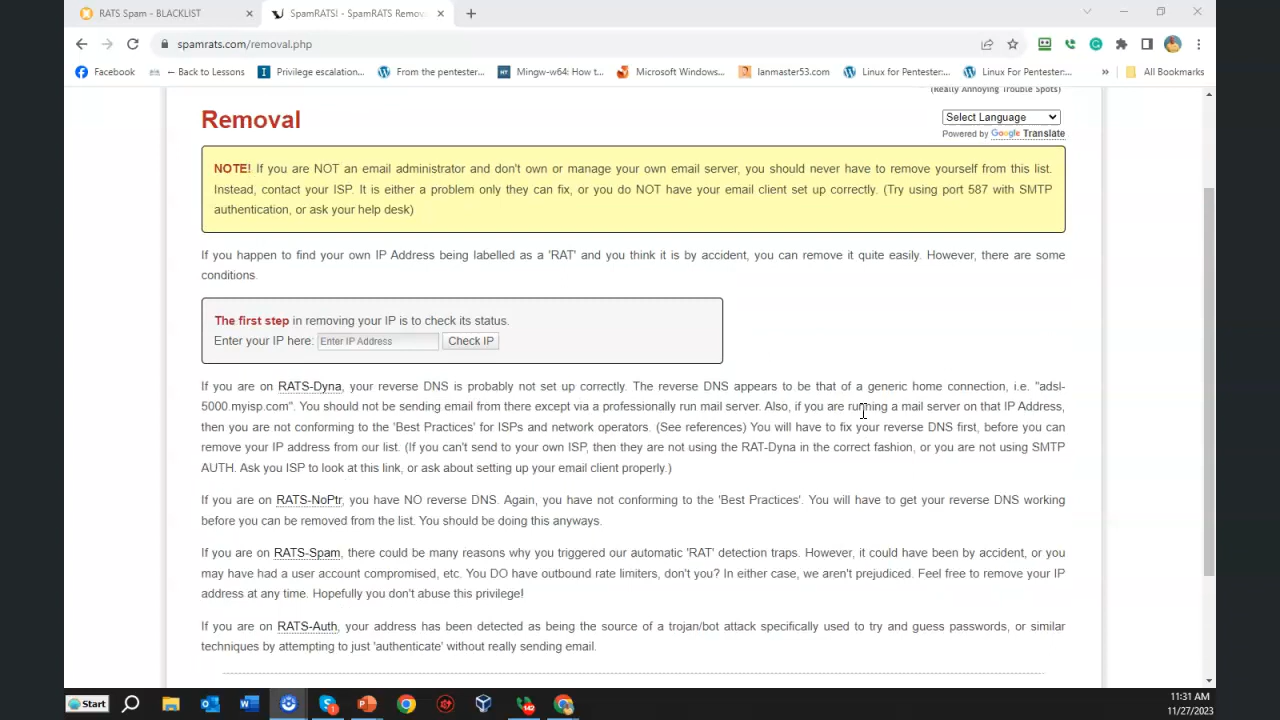 RATS Spam - BLACKLIST
SpamRATS! - SpamRATS Remov
spamrats.com/removal.php
Facebook
← Back to Lessons
Privilege escalation...
From the pentester...
Mingw-w64: How t...
Microsoft Windows...
lanmaster53.com
Linux for Pentester:...
Linux For Pentester:...
»
All Bookmarks
(Really Annoying Trouble Spots)
Removal
Select Language
Powered by Google Translate
NOTE! If you are NOT an email administrator and don't own or manage your own email server, you should never have to remove yourself from this list.
Instead, contact your ISP. It is either a problem only they can fix, or you do NOT have your email client set up correctly. (Try using port 587 with SMTP
authentication, or ask your help desk)
If you happen to find your own IP Address being labelled as a 'RAT' and you think it is by accident, you can remove it quite easily. However, there are some
conditions.
The first step in removing your IP is to check its status.
Enter your IP here: Enter IP Address Check IP
If you are on RATS-Dyna, your reverse DNS is probably not set up correctly. The reverse DNS appears to be that of a generic home connection, i.e. "adsl-
5000.myisp.com". You should not be sending email from there except via a professionally run mail server. Also, if you are running a mail server on that IP Address,
then you are not conforming to the 'Best Practices' for ISPs and network operators. (See references) You will have to fix your reverse DNS first, before you can
remove your IP address from our list. (If you can't send to your own ISP, then they are not using the RAT-Dyna in the correct fashion, or you are not using SMTP
AUTH. Ask you ISP to look at this link, or ask about setting up your email client properly.)
If you are on RATS-NoPtr, you have NO reverse DNS. Again, you have not conforming to the 'Best Practices'. You will have to get your reverse DNS working
before you can be removed from the list. You should be doing this anyways.
If you are on RATS-Spam, there could be many reasons why you triggered our automatic 'RAT' detection traps. However, it could have been by accident, or you
may have had a user account compromised, etc. You DO have outbound rate limiters, don't you? In either case, we aren't prejudiced. Feel free to remove your IP
address at any time. Hopefully you don't abuse this privilege!
If you are on RATS-Auth, your address has been detected as being the source of a trojan/bot attack specifically used to try and guess passwords, or similar
techniques by attempting to just 'authenticate' without really sending email.
Start
11:31 AM
11/27/2023